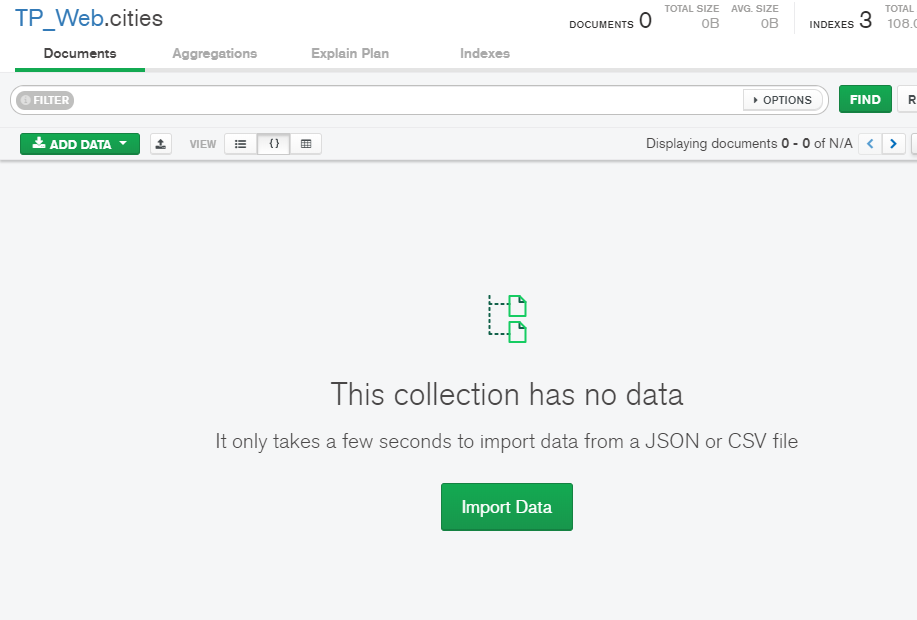 TP_Web.cities
DOCUMENTS 0
TOTAL SIZE
0B
AVG. SIZE
0B
INDEXES 3
TOTAL
108.0
Documents
Aggregations
Explain Plan
Indexes
FILTER
OPTIONS
FIND
R
ADD DATA
VIEW
{}
Displaying documents 0 - 0 of N/A
This collection has no data
It only takes a few seconds to import data from a JSON or CSV file
Import Data